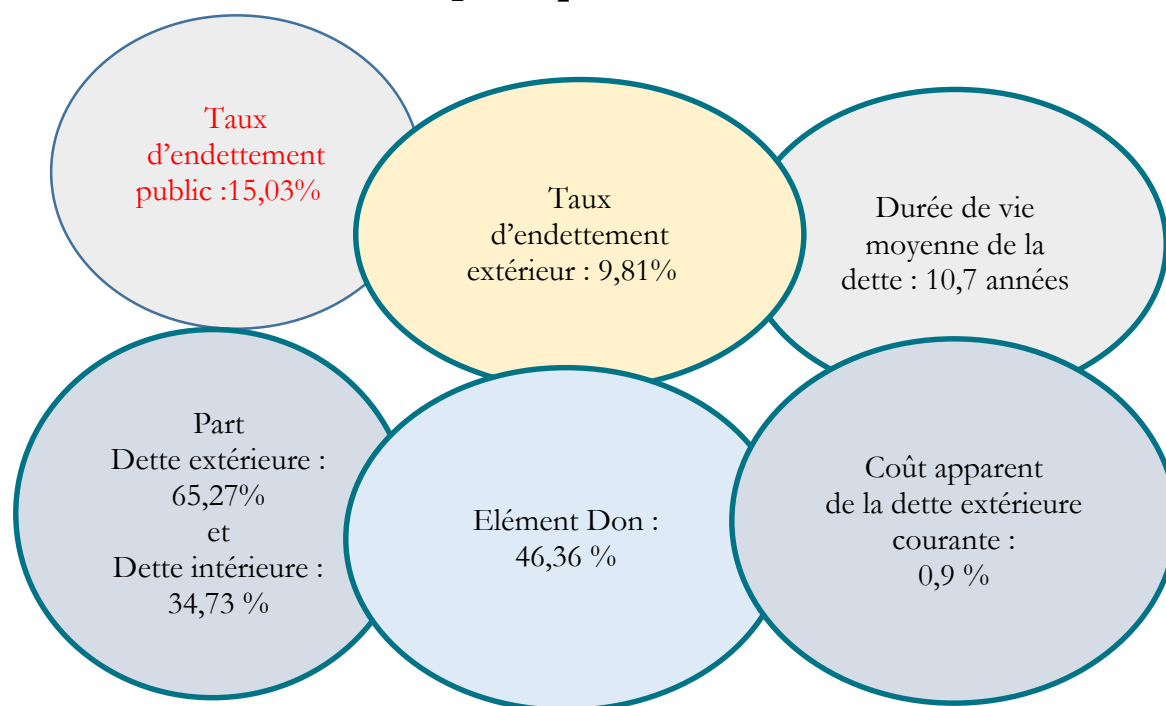 Taux
d'endettement
public :15,03%
Taux
d'endettement
extérieur : 9,81%
Durée de vie
moyenne de la
dette : 10,7 années
Part
Dette extérieure :
65,27%
et
Dette intérieure :
34,73 %
Elément Don :
46,36 %
Coût apparent
de la dette extérieure
courante :
0,9 %